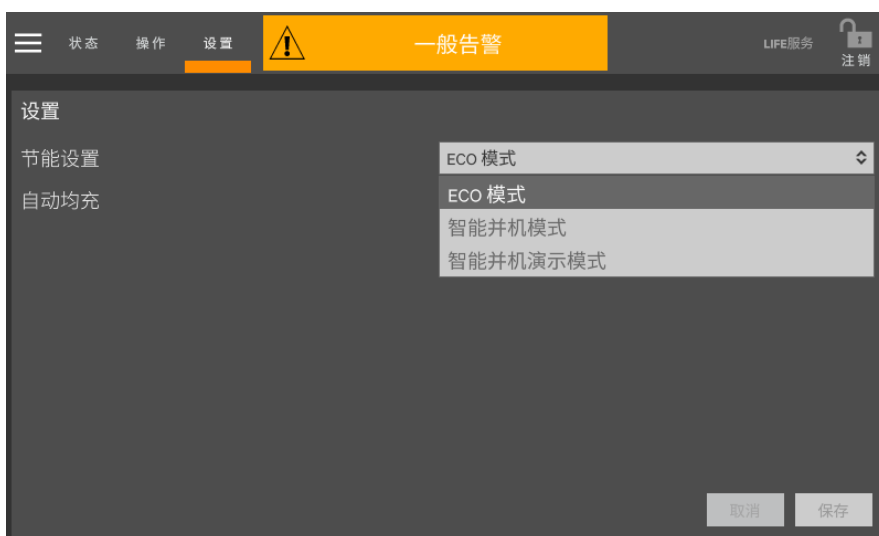 状态 操作 设置 一般告警 LIFE服务 注销
设置
节能设置 ECO 模式
自动均充 ECO 模式
智能并机模式
智能并机演示模式
取消 保存